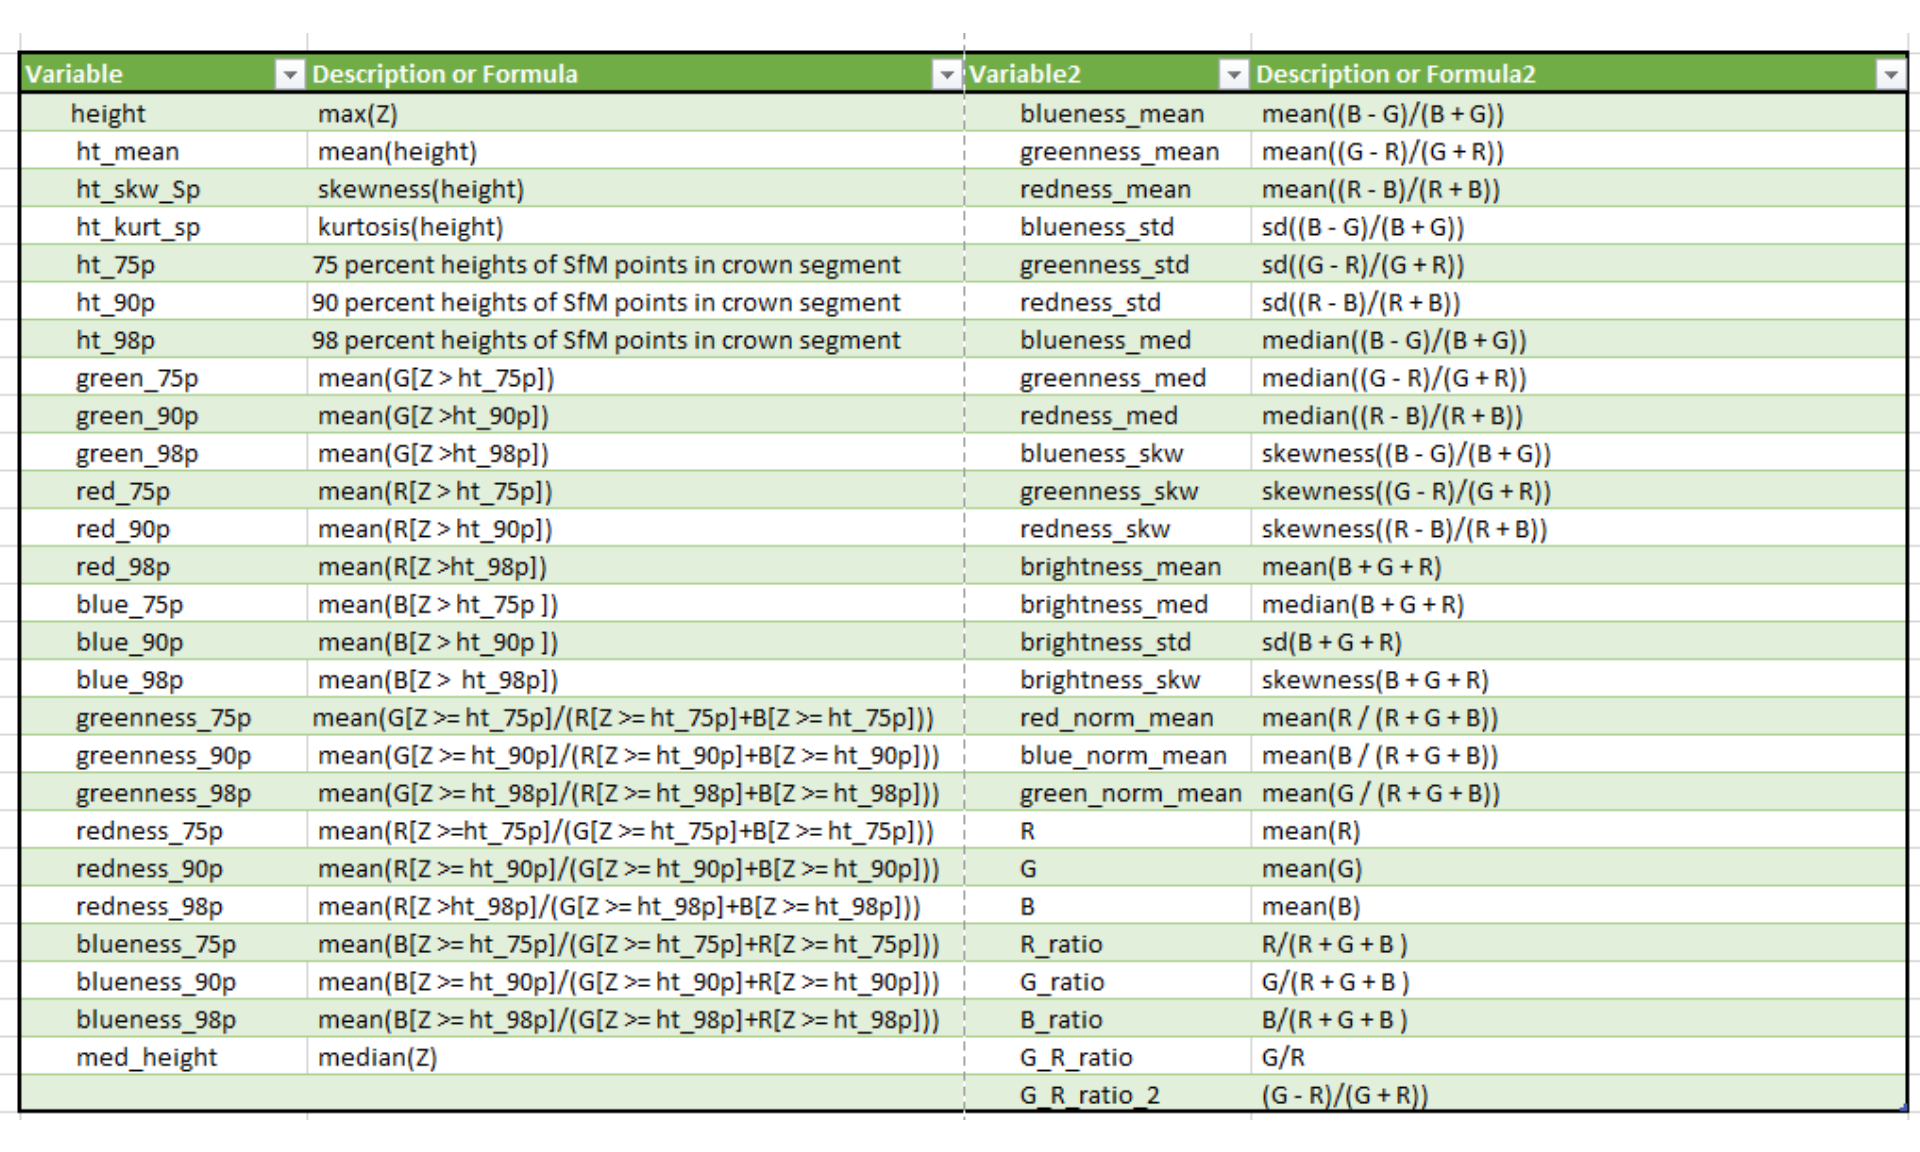 Variable Description or Formula Variable2 Description or Formula2
height max(Z) blueness_mean mean((B - G)/(B + G))
ht_mean mean(height) greenness_mean mean((G - R)/(G + R))
ht_skw_Sp skewness(height) redness_mean mean((R - B)/(R + B))
ht_kurt_sp kurtosis(height) blueness_std sd((B - G)/(B + G))
ht_75p 75 percent heights of SfM points in crown segment greenness_std sd((G - R)/(G + R))
ht_90p 90 percent heights of SfM points in crown segment redness_std sd((R - B)/(R + B))
ht_98p 98 percent heights of SfM points in crown segment blueness_med median((B - G)/(B + G))
green_75p mean(G[Z > ht_75p]) greenness_med median((G - R)/(G + R))
green_90p mean(G[Z >ht_90p]) redness_med median((R - B)/(R + B))
green_98p mean(G[Z >ht_98p]) blueness_skw skewness((B - G)/(B + G))
red_75p mean(R[Z > ht_75p]) greenness_skw skewness((G - R)/(G + R))
red_90p mean(R[Z > ht_90p]) redness_skw skewness((R - B)/(R + B))
red_98p mean(R[Z >ht_98p]) brightness_mean mean(B + G + R)
blue_75p mean(B[Z > ht_75p ]) brightness_med median(B + G + R)
blue_90p mean(B[Z > ht_90p ]) brightness_std sd(B + G + R)
blue_98p mean(B[Z > ht_98p]) brightness_skw skewness(B + G + R)
greenness_75p mean(G[Z >= ht_75p]/(R[Z >= ht_75p]+B[Z >= ht_75p])) red_norm_mean mean(R / (R + G + B))
greenness_90p mean(G[Z >= ht_90p]/(R[Z >= ht_90p]+B[Z >= ht_90p])) blue_norm_mean mean(B / (R + G + B))
greenness_98p mean(G[Z >= ht_98p]/(R[Z >= ht_98p]+B[Z >= ht_98p])) green_norm_mean mean(G / (R + G + B))
redness_75p mean(R[Z >=ht_75p]/(G[Z >= ht_75p]+B[Z >= ht_75p])) R mean(R)
redness_90p mean(R[Z >= ht_90p]/(G[Z >= ht_90p]+B[Z >= ht_90p])) G mean(G)
redness_98p mean(R[Z >ht_98p]/(G[Z >= ht_98p]+B[Z >= ht_98p])) B mean(B)
blueness_75p mean(B[Z >= ht_75p]/(G[Z >= ht_75p]+R[Z >= ht_75p])) R_ratio R/(R + G + B )
blueness_90p mean(B[Z >= ht_90p]/(G[Z >= ht_90p]+R[Z >= ht_90p])) G_ratio G/(R + G + B )
blueness_98p mean(B[Z >= ht_98p]/(G[Z >= ht_98p]+R[Z >= ht_98p])) B_ratio B/(R + G + B )
med_height median(Z) G_R_ratio G/R
G_R_ratio_2 (G - R)/(G + R))